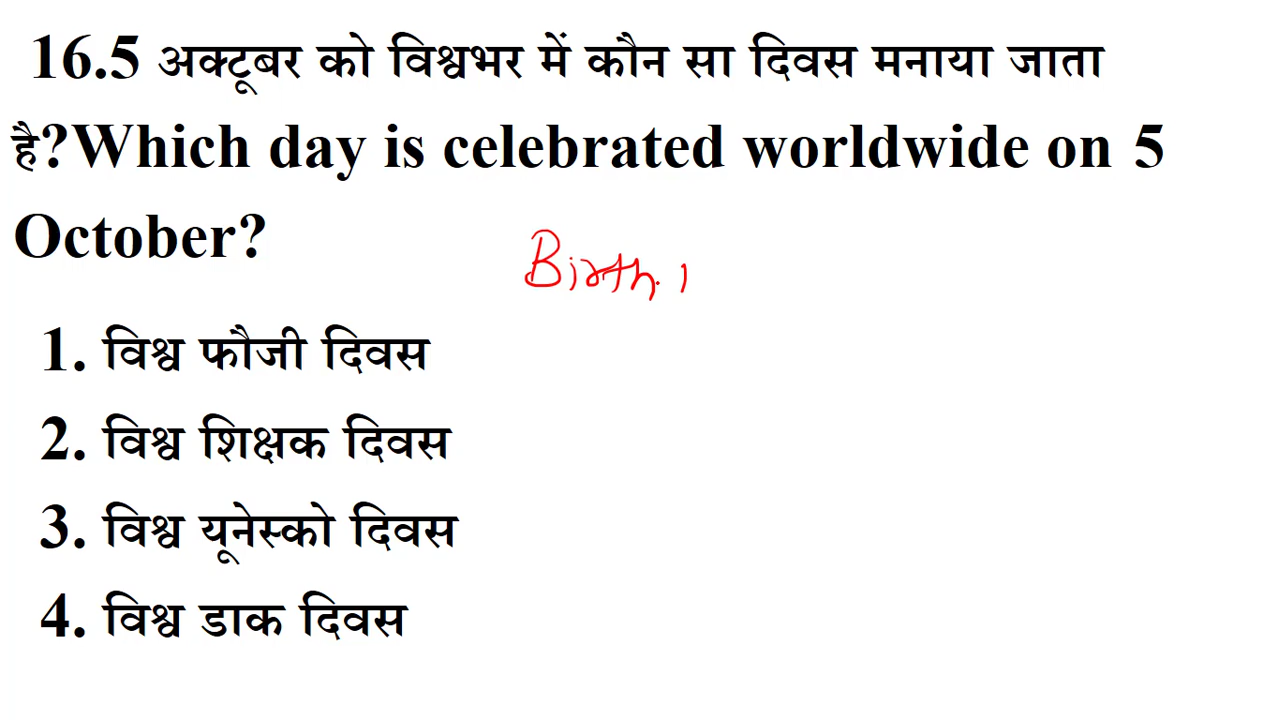 16.5 अक्टूबर को विश्वभर में कौन सा दिवस मनाया जाता
है?Which day is celebrated worldwide on 5
October?
Birth
1. विश्व फौजी दिवस
2. विश्व शिक्षक दिवस
3. विश्व यूनेस्को दिवस
4. विश्व डाक दिवस